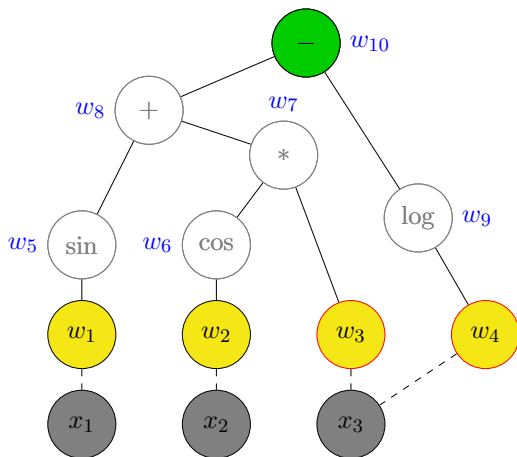 − w₁₀
w₇
w₈ +
*
w₅ sin w₆ cos log w₉
w₁ w₂ w₃ w₄
x₁ x₂ x₃